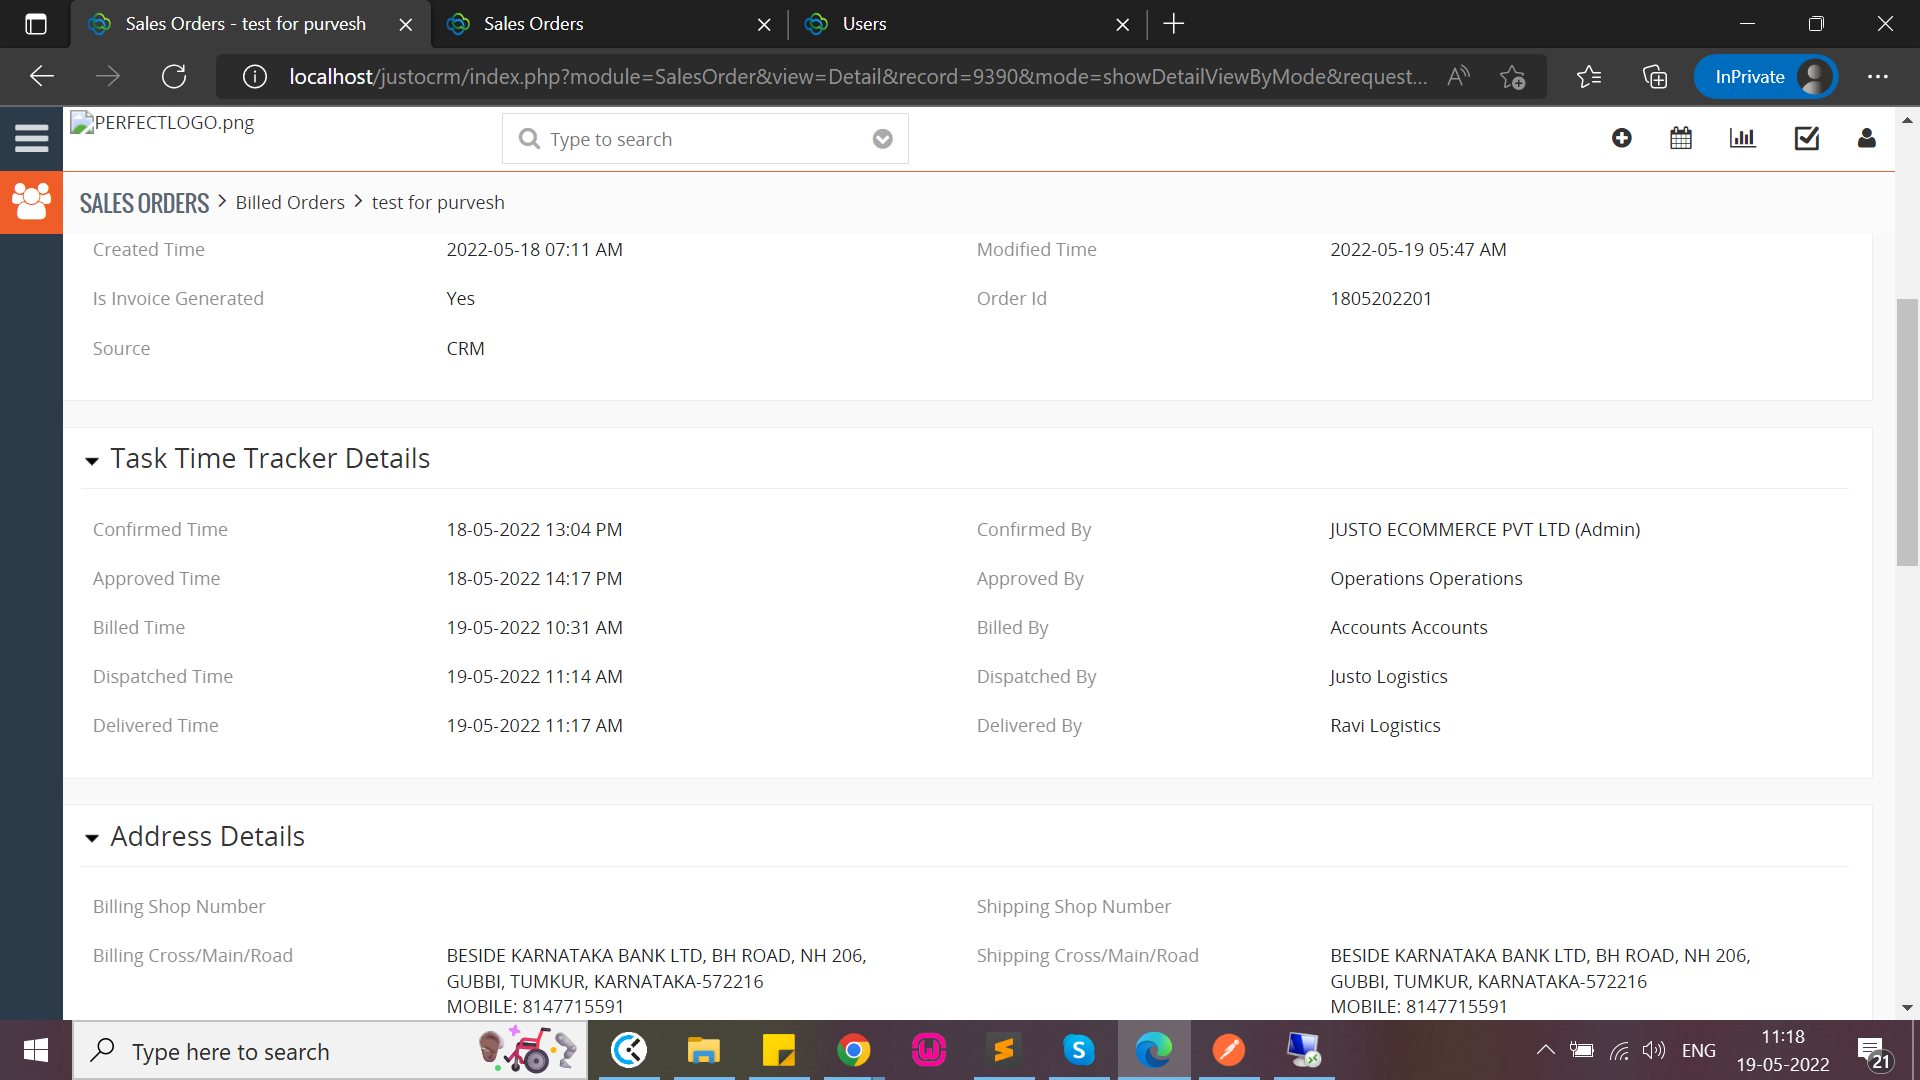 Sales Orders - test for purvesh
Sales Orders
Users
localhost/justocrm/index.php?module=SalesOrder&view=Detail&record=9390&mode=showDetailViewByMode&request...
InPrivate
PERFECTLOGO.png
Type to search
SALES ORDERS > Billed Orders > test for purvesh
Created Time 2022-05-18 07:11 AM Modified Time 2022-05-19 05:47 AM
Is Invoice Generated Yes Order Id 1805202201
Source CRM
Task Time Tracker Details
Confirmed Time 18-05-2022 13:04 PM Confirmed By JUSTO ECOMMERCE PVT LTD (Admin)
Approved Time 18-05-2022 14:17 PM Approved By Operations Operations
Billed Time 19-05-2022 10:31 AM Billed By Accounts Accounts
Dispatched Time 19-05-2022 11:14 AM Dispatched By Justo Logistics
Delivered Time 19-05-2022 11:17 AM Delivered By Ravi Logistics
Address Details
Billing Shop Number Shipping Shop Number
Billing Cross/Main/Road BESIDE KARNATAKA BANK LTD, BH ROAD, NH 206, Shipping Cross/Main/Road BESIDE KARNATAKA BANK LTD, BH ROAD, NH 206,
GUBBI, TUMKUR, KARNATAKA-572216 GUBBI, TUMKUR, KARNATAKA-572216
MOBILE: 8147715591 MOBILE: 8147715591
Type here to search
ENG
11:18
19-05-2022
21